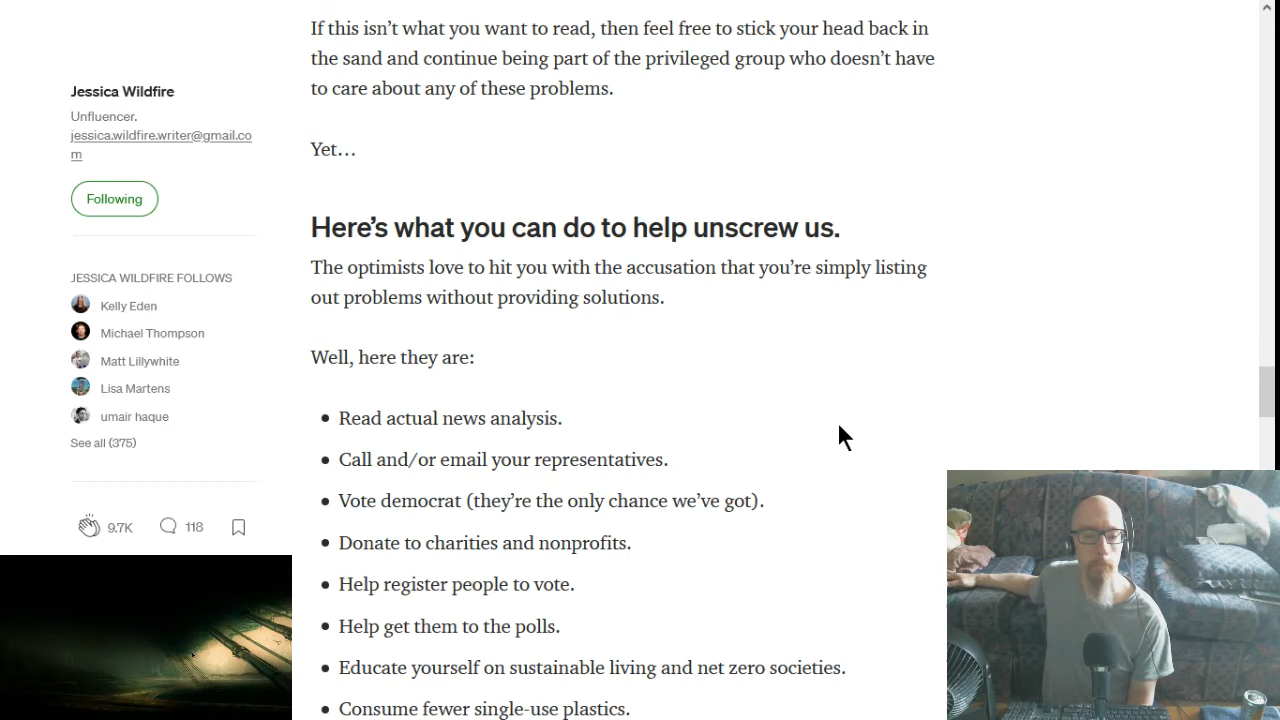 If this isn’t what you want to read, then feel free to stick your head back in
the sand and continue being part of the privileged group who doesn’t have
to care about any of these problems.
Yet…
Here’s what you can do to help unscrew us.
The optimists love to hit you with the accusation that you’re simply listing
out problems without providing solutions.
Well, here they are:
• Read actual news analysis.
• Call and/or email your representatives.
• Vote democrat (they’re the only chance we’ve got).
• Donate to charities and nonprofits.
• Help register people to vote.
• Help get them to the polls.
• Educate yourself on sustainable living and net zero societies.
• Consume fewer single-use plastics.
Jessica Wildfire
Unfluencer.
jessica.wildfire.writer@gmail.co
m
Following
JESSICA WILDFIRE FOLLOWS
Kelly Eden
Michael Thompson
Matt Lillywhite
Lisa Martens
umair haque
See all (375)
9.7K 118